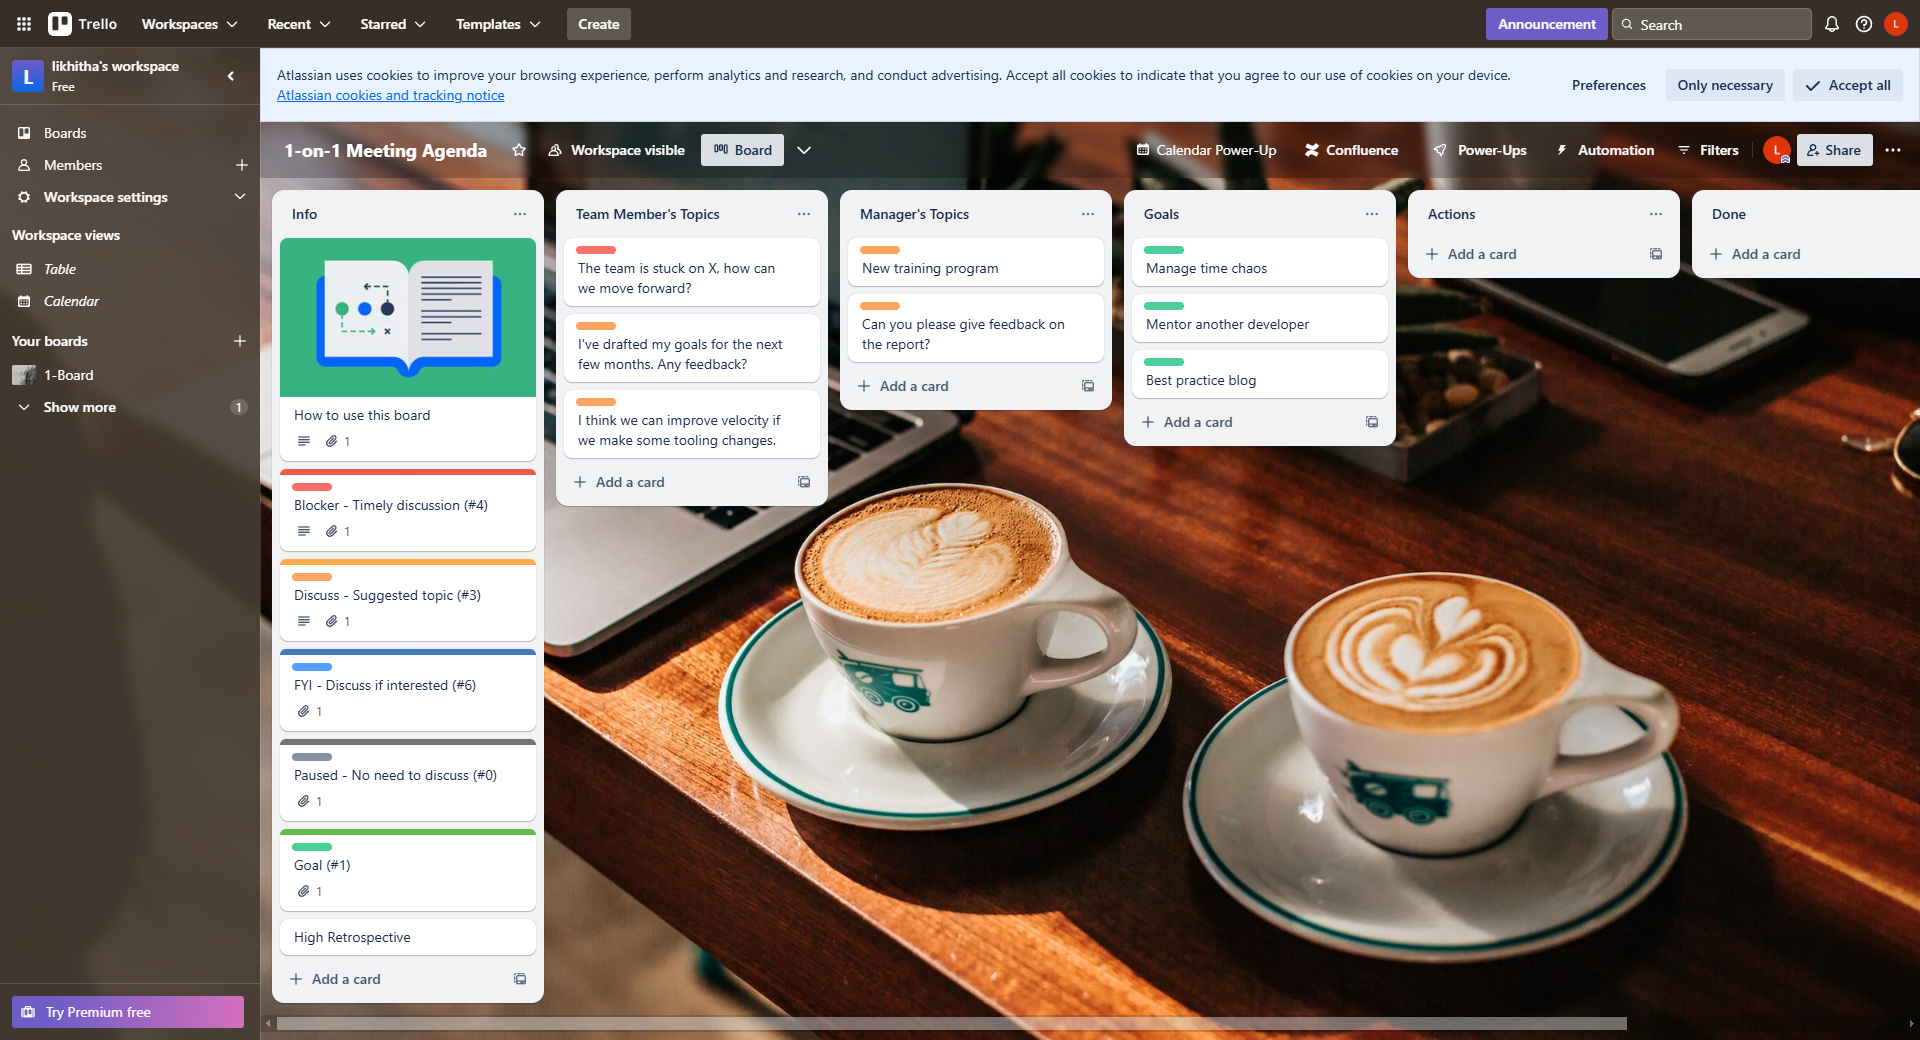 Trello
Workspaces
Recent
Starred
Templates
Create
Announcement
Search
L
L
likhitha's workspace
Free
Boards
Members
Workspace settings
Workspace views
Table
Calendar
Your boards
1-Board
Show more
1
Try Premium free
Atlassian uses cookies to improve your browsing experience, perform analytics and research, and conduct advertising. Accept all cookies to indicate that you agree to our use of cookies on your device.
Atlassian cookies and tracking notice
Preferences
Only necessary
Accept all
1-on-1 Meeting Agenda
Workspace visible
Board
Calendar Power-Up
Confluence
Power-Ups
Automation
Filters
L
Share
Info
How to use this board
1
Blocker - Timely discussion (#4)
1
Discuss - Suggested topic (#3)
1
FYI - Discuss if interested (#6)
1
Paused - No need to discuss (#0)
1
Goal (#1)
1
High Retrospective
Add a card
Team Member's Topics
The team is stuck on X, how can
we move forward?
I've drafted my goals for the next
few months. Any feedback?
I think we can improve velocity if
we make some tooling changes.
Add a card
Manager's Topics
New training program
Can you please give feedback on
the report?
Add a card
Goals
Manage time chaos
Mentor another developer
Best practice blog
Add a card
Actions
Add a card
Done
Add a card